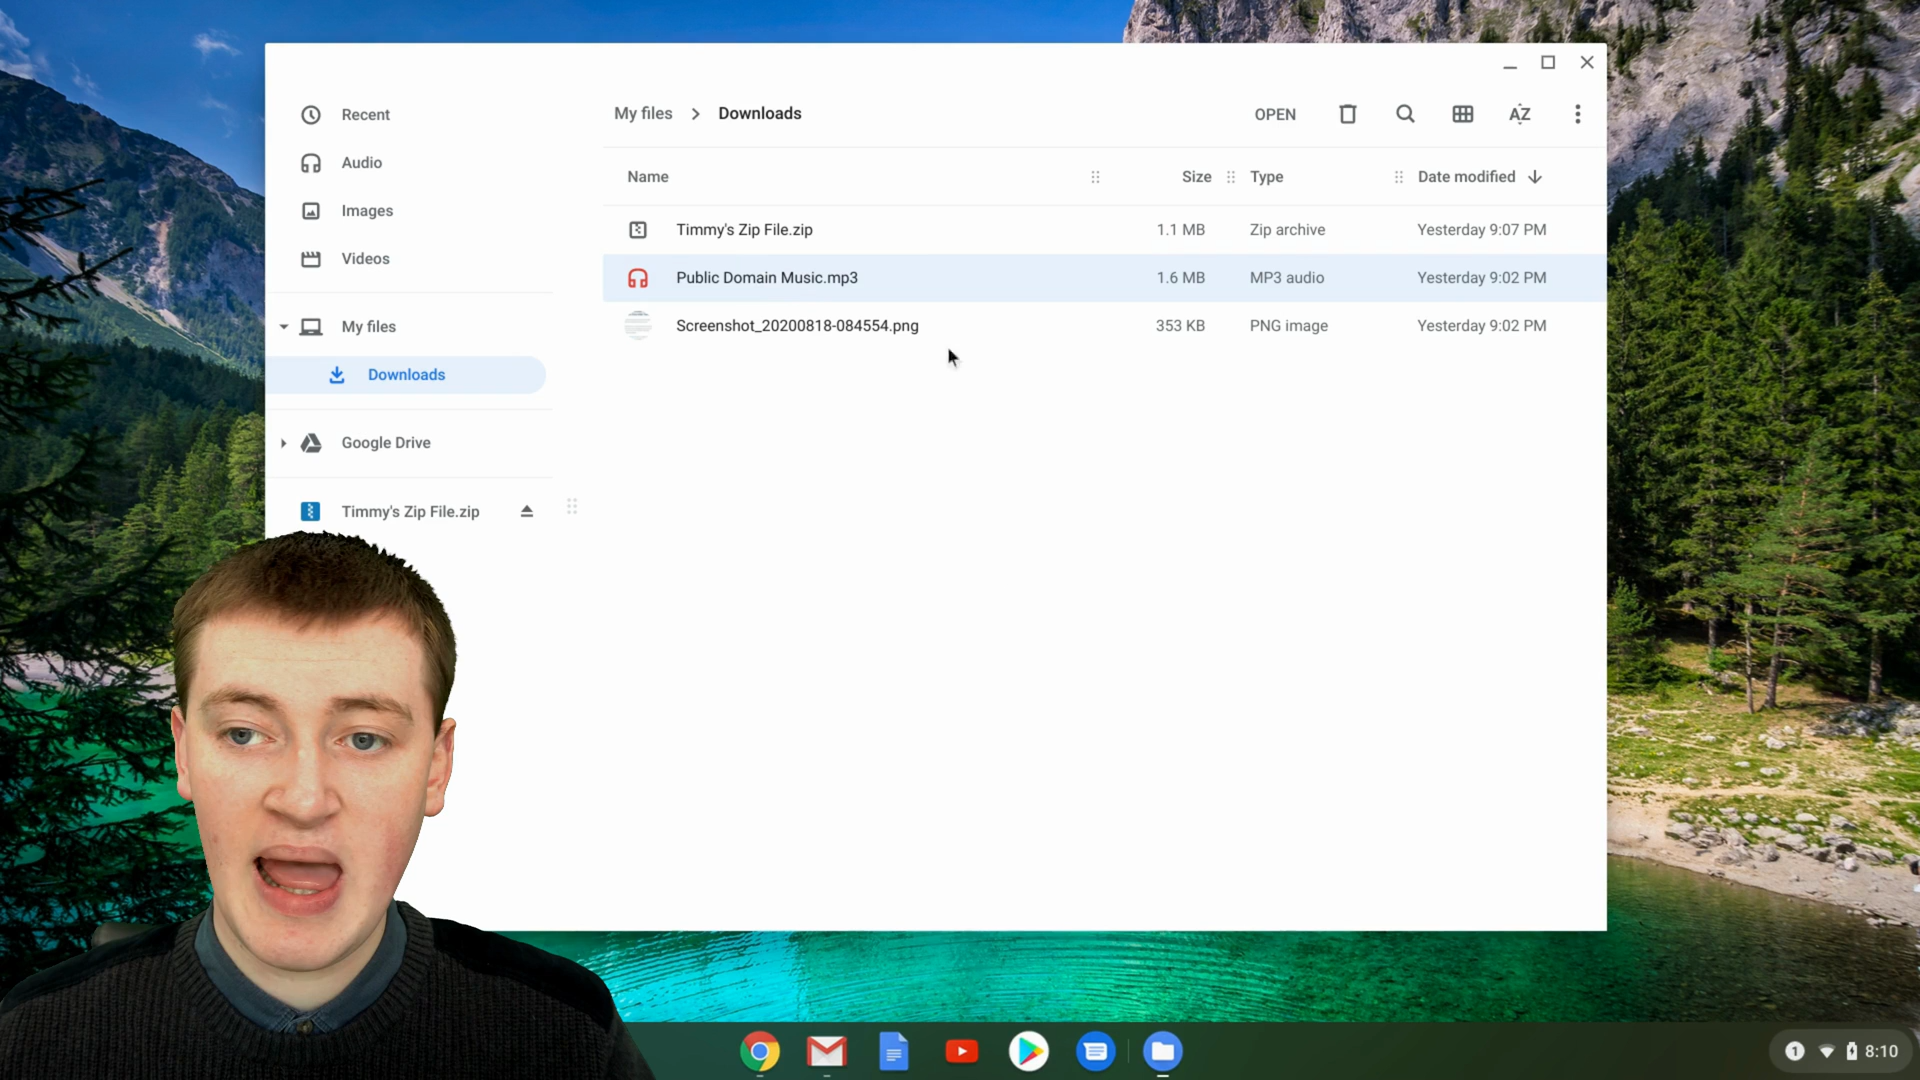 Recent
Audio
Images
Videos
My files
Downloads
Google Drive
Timmy's Zip File.zip
My files > Downloads
OPEN
AZ
Name Size Type Date modified
Timmy's Zip File.zip 1.1 MB Zip archive Yesterday 9:07 PM
Public Domain Music.mp3 1.6 MB MP3 audio Yesterday 9:02 PM
Screenshot_20200818-084554.png 353 KB PNG image Yesterday 9:02 PM
1 8:10